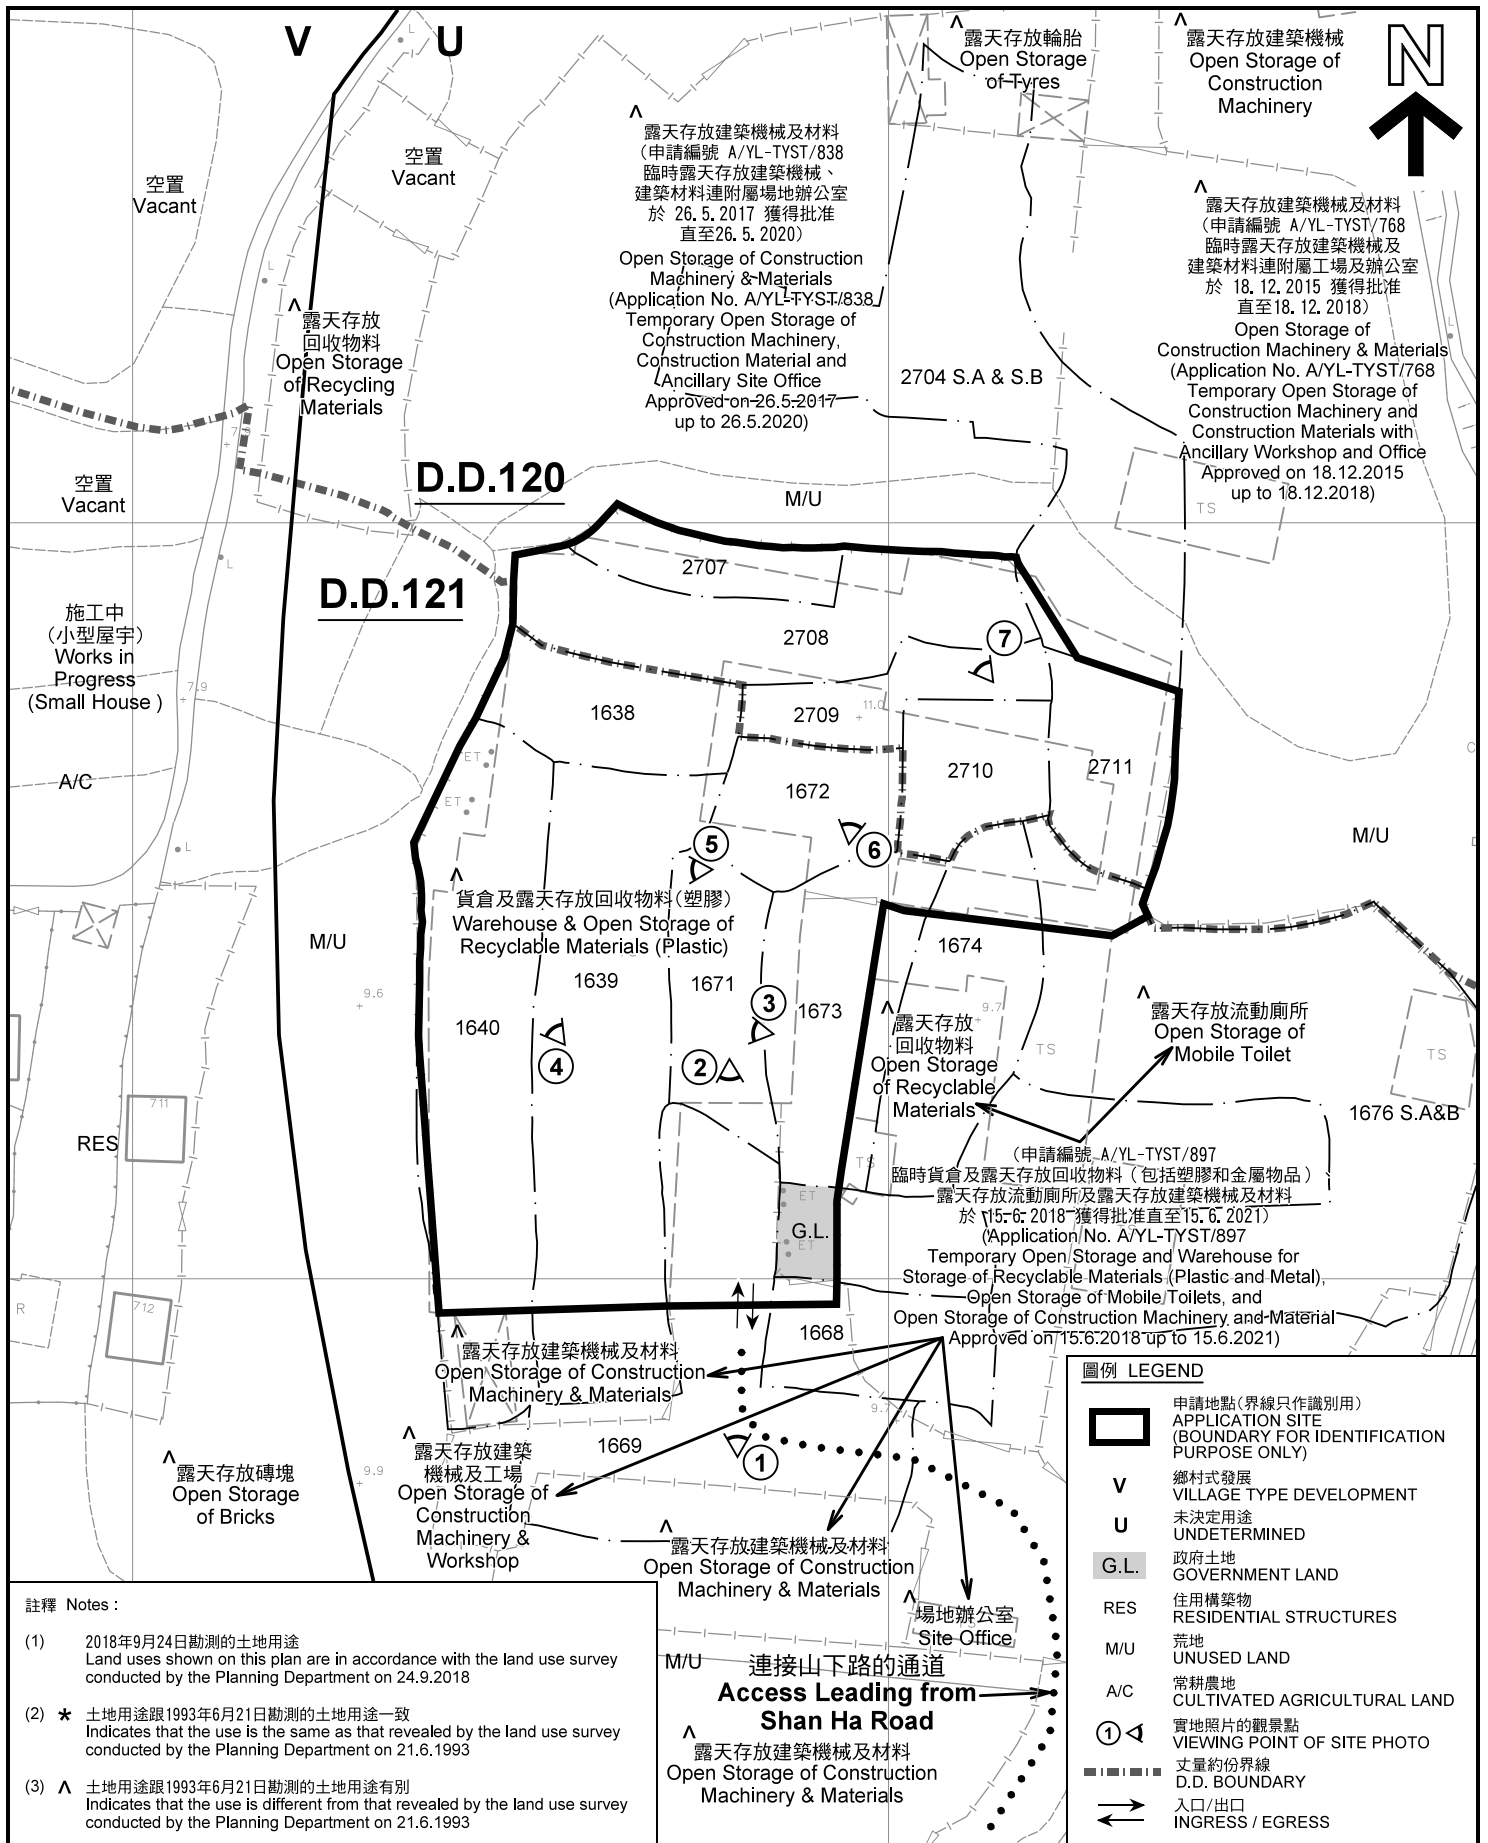 V
U
N
L
^
露天存放輪胎
Open Storage
of Tyres
^
露天存放建築機械
Open Storage of
Construction
Machinery
空置
Vacant
空置
Vacant
^
露天存放建築機械及材料
(申請編號 A/YL-TYST/838
臨時露天存放建築機械、
建築材料連附屬場地辦公室
於 26.5.2017 獲得批准
直至26.5.2020)
Open Storage of Construction
Machinery & Materials
(Application No. A/YL-TYST/838
Temporary Open Storage of
Construction Machinery,
Construction Material and
Ancillary Site Office
Approved on 26.5.2017
up to 26.5.2020)
^
露天存放建築機械及材料
(申請編號 A/YL-TYST/768
臨時露天存放建築機械及
建築材料連附屬工場及辦公室
於 18.12.2015 獲得批准
直至18.12.2018)
Open Storage of
Construction Machinery & Materials
(Application No. A/YL-TYST/768
Temporary Open Storage of
Construction Machinery and
Construction Materials with
Ancillary Workshop and Office
Approved on 18.12.2015
up to 18.12.2018)
L
L
^
露天存放
回收物料
Open Storage
of Recycling
Materials
2704 S.A & S.B
空置
Vacant
D.D.120
M/U
TS
L
D.D.121
施工中
(小型屋宇)
Works in
Progress
(Small House )
7.9
2707
2708
7
1638
2709
11.0
2710
2711
1672
ET
ET
A/C
L
5
6
M/U
^
貨倉及露天存放回收物料(塑膠)
Warehouse & Open Storage of
Recyclable Materials (Plastic)
M/U
9.6
1639
1671
1640
3
1673
4
2
1674
9.7
^
露天存放
回收物料
Open Storage
of Recyclable
Materials
TS
^
露天存放流動廁所
Open Storage of
Mobile Toilet
TS
1676 S.A&B
711
RES
TS
(申請編號 A/YL-TYST/897
臨時貨倉及露天存放回收物料(包括塑膠和金屬物品)
露天存放流動廁所及露天存放建築機械及材料
於 15.6.2018 獲得批准直至15.6.2021)
(Application No. A/YL-TYST/897
Temporary Open Storage and Warehouse for
Storage of Recyclable Materials (Plastic and Metal),
Open Storage of Mobile Toilets, and
Open Storage of Construction Machinery and Material
Approved on 15.6.2018 up to 15.6.2021)
ET
G.L.
ET
R
712
1668
^
露天存放建築機械及材料
Open Storage of Construction
Machinery & Materials
1669
1
^
露天存放建築
機械及工場
Open Storage of
Construction
Machinery &
Workshop
^
露天存放磚塊
Open Storage
of Bricks
9.9
^
露天存放建築機械及材料
Open Storage of Construction
Machinery & Materials
^
場地辦公室
Site Office
M/U
連接山下路的通道
Access Leading from
Shan Ha Road
^
露天存放建築機械及材料
Open Storage of Construction
Machinery & Materials
註釋 Notes :
(1) 2018年9月24日勘測的土地用途
Land uses shown on this plan are in accordance with the land use survey
conducted by the Planning Department on 24.9.2018
(2) * 土地用途跟1993年6月21日勘測的土地用途一致
Indicates that the use is the same as that revealed by the land use survey
conducted by the Planning Department on 21.6.1993
(3) ^ 土地用途跟1993年6月21日勘測的土地用途有別
Indicates that the use is different from that revealed by the land use survey
conducted by the Planning Department on 21.6.1993
圖例 LEGEND
申請地點(界線只作識別用)
APPLICATION SITE
(BOUNDARY FOR IDENTIFICATION
PURPOSE ONLY)
V 鄉村式發展
VILLAGE TYPE DEVELOPMENT
U 未決定用途
UNDETERMINED
G.L. 政府土地
GOVERNMENT LAND
RES 住用構築物
RESIDENTIAL STRUCTURES
M/U 荒地
UNUSED LAND
A/C 常耕農地
CULTIVATED AGRICULTURAL LAND
1 實地照片的觀景點
VIEWING POINT OF SITE PHOTO
丈量約份界線
D.D. BOUNDARY
入口/出口
INGRESS / EGRESS